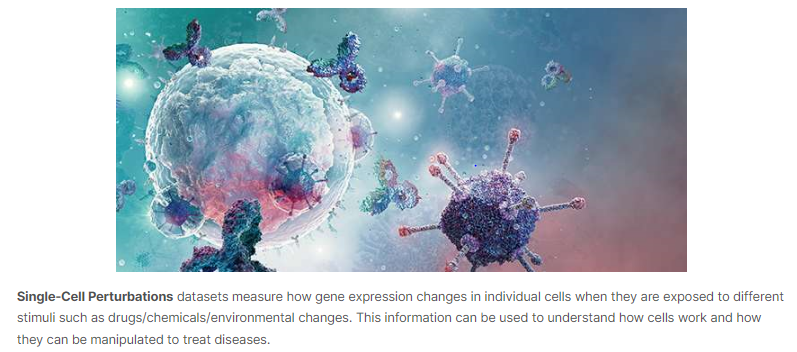 Single-Cell Perturbations datasets measure how gene expression changes in individual cells when they are exposed to different
stimuli such as drugs/chemicals/environmental changes. This information can be used to understand how cells work and how
they can be manipulated to treat diseases.